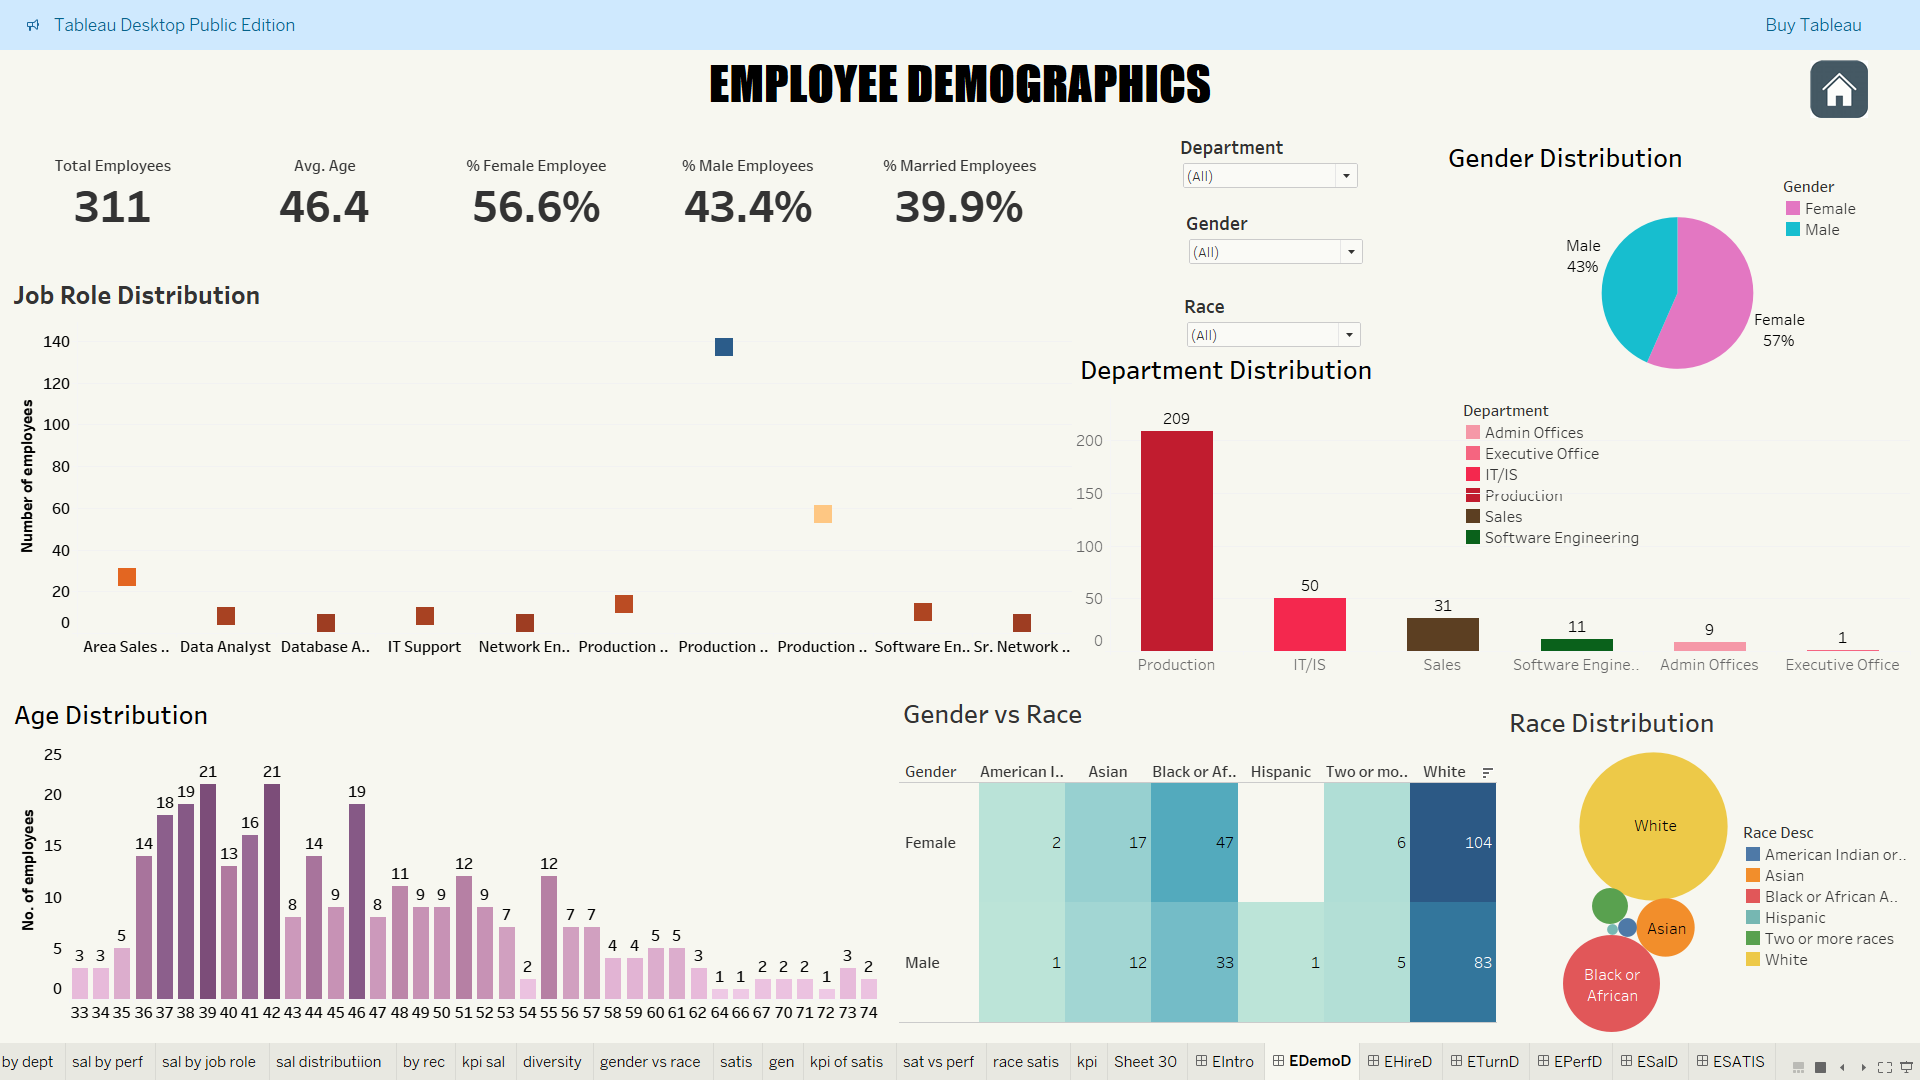 Tableau Desktop Public Edition
Buy Tableau
EMPLOYEE DEMOGRAPHICS
Total Employees
311
Avg. Age
46.4
% Female Employee
56.6%
% Male Employees
43.4%
% Married Employees
39.9%
Department
(All)
Gender
(All)
Race
(All)
Gender Distribution
Gender
Female
Male
Male
43%
Female
57%
Job Role Distribution
Number of employees
140
120
100
80
60
40
20
0
Area Sales .. Data Analyst Database A.. IT Support Network En.. Production .. Production .. Production .. Software En.. Sr. Network ..
Department Distribution
Department
Admin Offices
Executive Office
IT/IS
Production
Sales
Software Engineering
200
150
100
50
0
209
50
31
11
9
1
Production IT/IS Sales Software Engine.. Admin Offices Executive Office
Age Distribution
No. of employees
25
20
15
10
5
0
3 3 5 14 18 19 21 13 16 21 8 14 9 19 8 11 9 9 12 9 7 2 12 7 7 4 4 5 5 3 1 1 2 2 2 1 3 2
33 34 35 36 37 38 39 40 41 42 43 44 45 46 47 48 49 50 51 52 53 54 55 56 57 58 59 60 61 62 64 66 67 70 71 72 73 74
Gender vs Race
Gender American I.. Asian Black or Af.. Hispanic Two or mo.. White
Female 2 17 47 6 104
Male 1 12 33 1 5 83
Race Distribution
White
Asian
Black or
African
Race Desc
American Indian or..
Asian
Black or African A..
Hispanic
Two or more races
White
by dept sal by perf sal by job role sal distributiion by rec kpi sal diversity gender vs race satis gen kpi of satis sat vs perf race satis kpi Sheet 30 EIntro EDemoD EHireD ETurnD EPerfD ESalD ESATIS